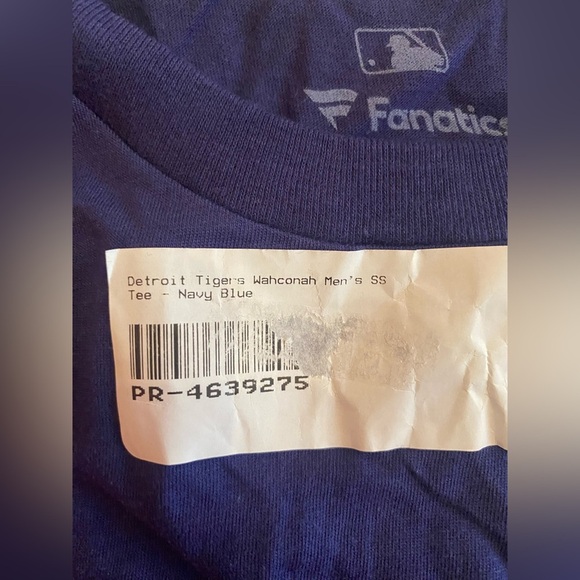 Fanatics
Detroit Tigers Wahconah Men's SS
Tee - Navy Blue
PR-4639275